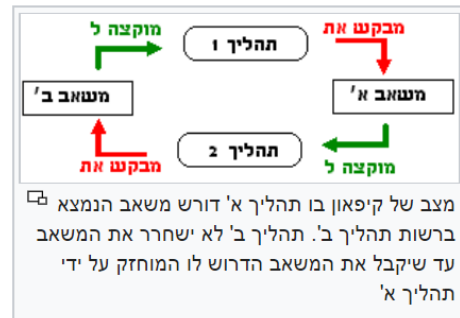 מוקצה ל
תהליך 1
מבקש את
משאב ב'
משאב א'
מבקש את
תהליך 2
מוקצה ל
מצב של קיפאון בו תהליך א' דורש משאב הנמצא
ברשות תהליך ב'. תהליך ב' לא ישחרר את המשאב
עד שיקבל את המשאב הדרוש לו המוחזק על ידי
תהליך א'